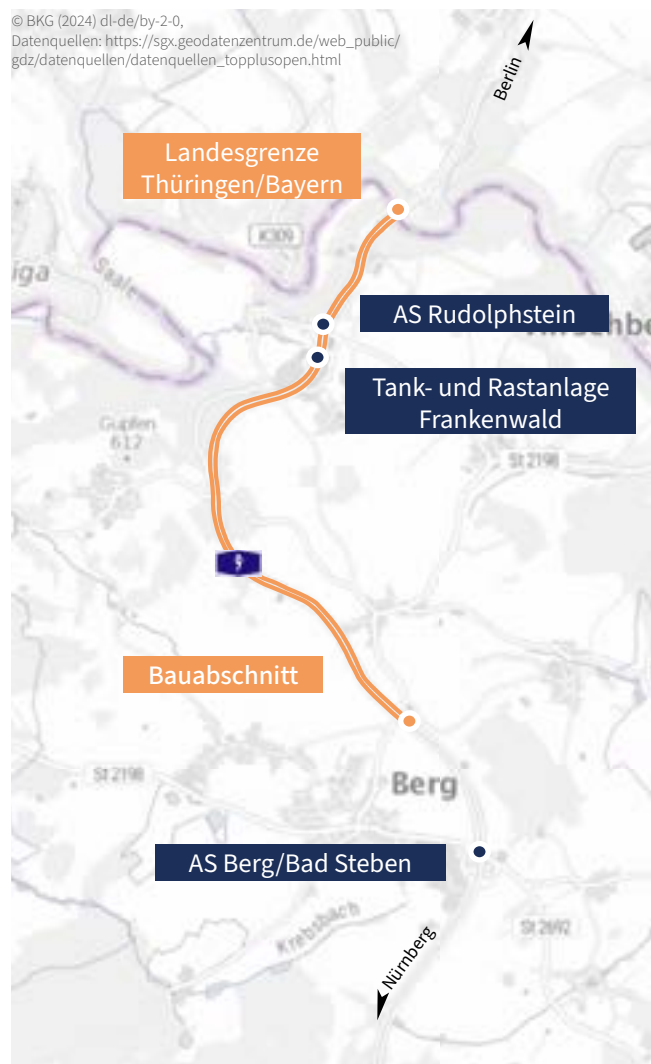 © BKG (2024) dl-de/by-2-0,
Datenquellen: https://sgx.geodatenzentrum.de/web_public/
gdz/datenquellen/datenquellen_topplusopen.html
Berlin
Landesgrenze
Thüringen/Bayern
K309
Saale
AS Rudolphstein
Tank- und Rastanlage
Frankenwald
Gupfen
612
St 2198
9
Bauabschnitt
St 2198
Berg
AS Berg/Bad Steben
Krebsbach
St 2692
Nürnberg